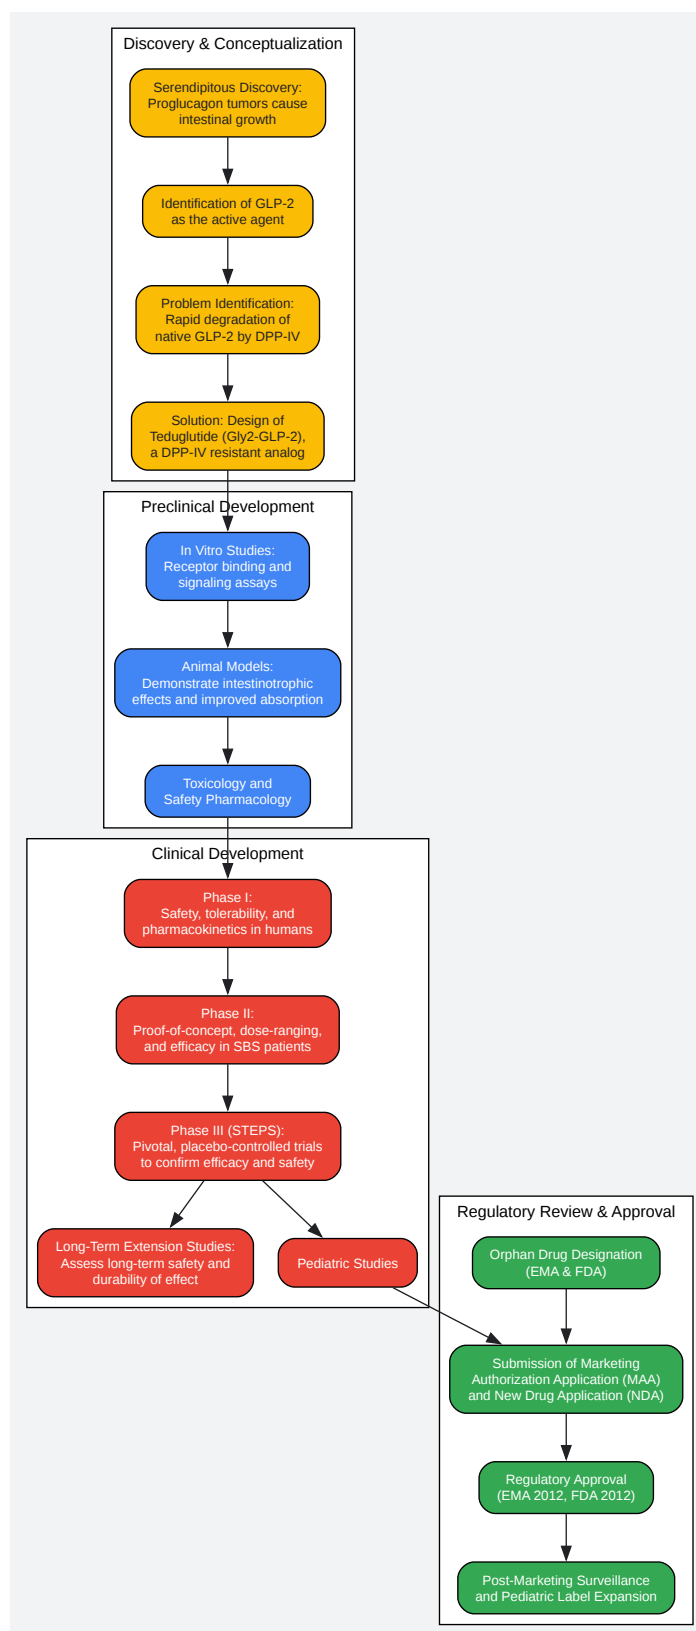 Discovery & Conceptualization
Serendipitous Discovery:
Proglucagon tumors cause
intestinal growth
Identification of GLP-2
as the active agent
Problem Identification:
Rapid degradation of
native GLP-2 by DPP-IV
Solution: Design of
Teduglutide (Gly2-GLP-2),
a DPP-IV resistant analog
Preclinical Development
In Vitro Studies:
Receptor binding and
signaling assays
Animal Models:
Demonstrate intestinotrophic
effects and improved absorption
Toxicology and
Safety Pharmacology
Clinical Development
Phase I:
Safety, tolerability, and
pharmacokinetics in humans
Phase II:
Proof-of-concept, dose-ranging,
and efficacy in SBS patients
Phase III (STEPS):
Pivotal, placebo-controlled trials
to confirm efficacy and safety
Long-Term Extension Studies:
Assess long-term safety and
durability of effect
Pediatric Studies
Regulatory Review & Approval
Orphan Drug Designation
(EMA & FDA)
Submission of Marketing
Authorization Application (MAA)
and New Drug Application (NDA)
Regulatory Approval
(EMA 2012, FDA 2012)
Post-Marketing Surveillance
and Pediatric Label Expansion